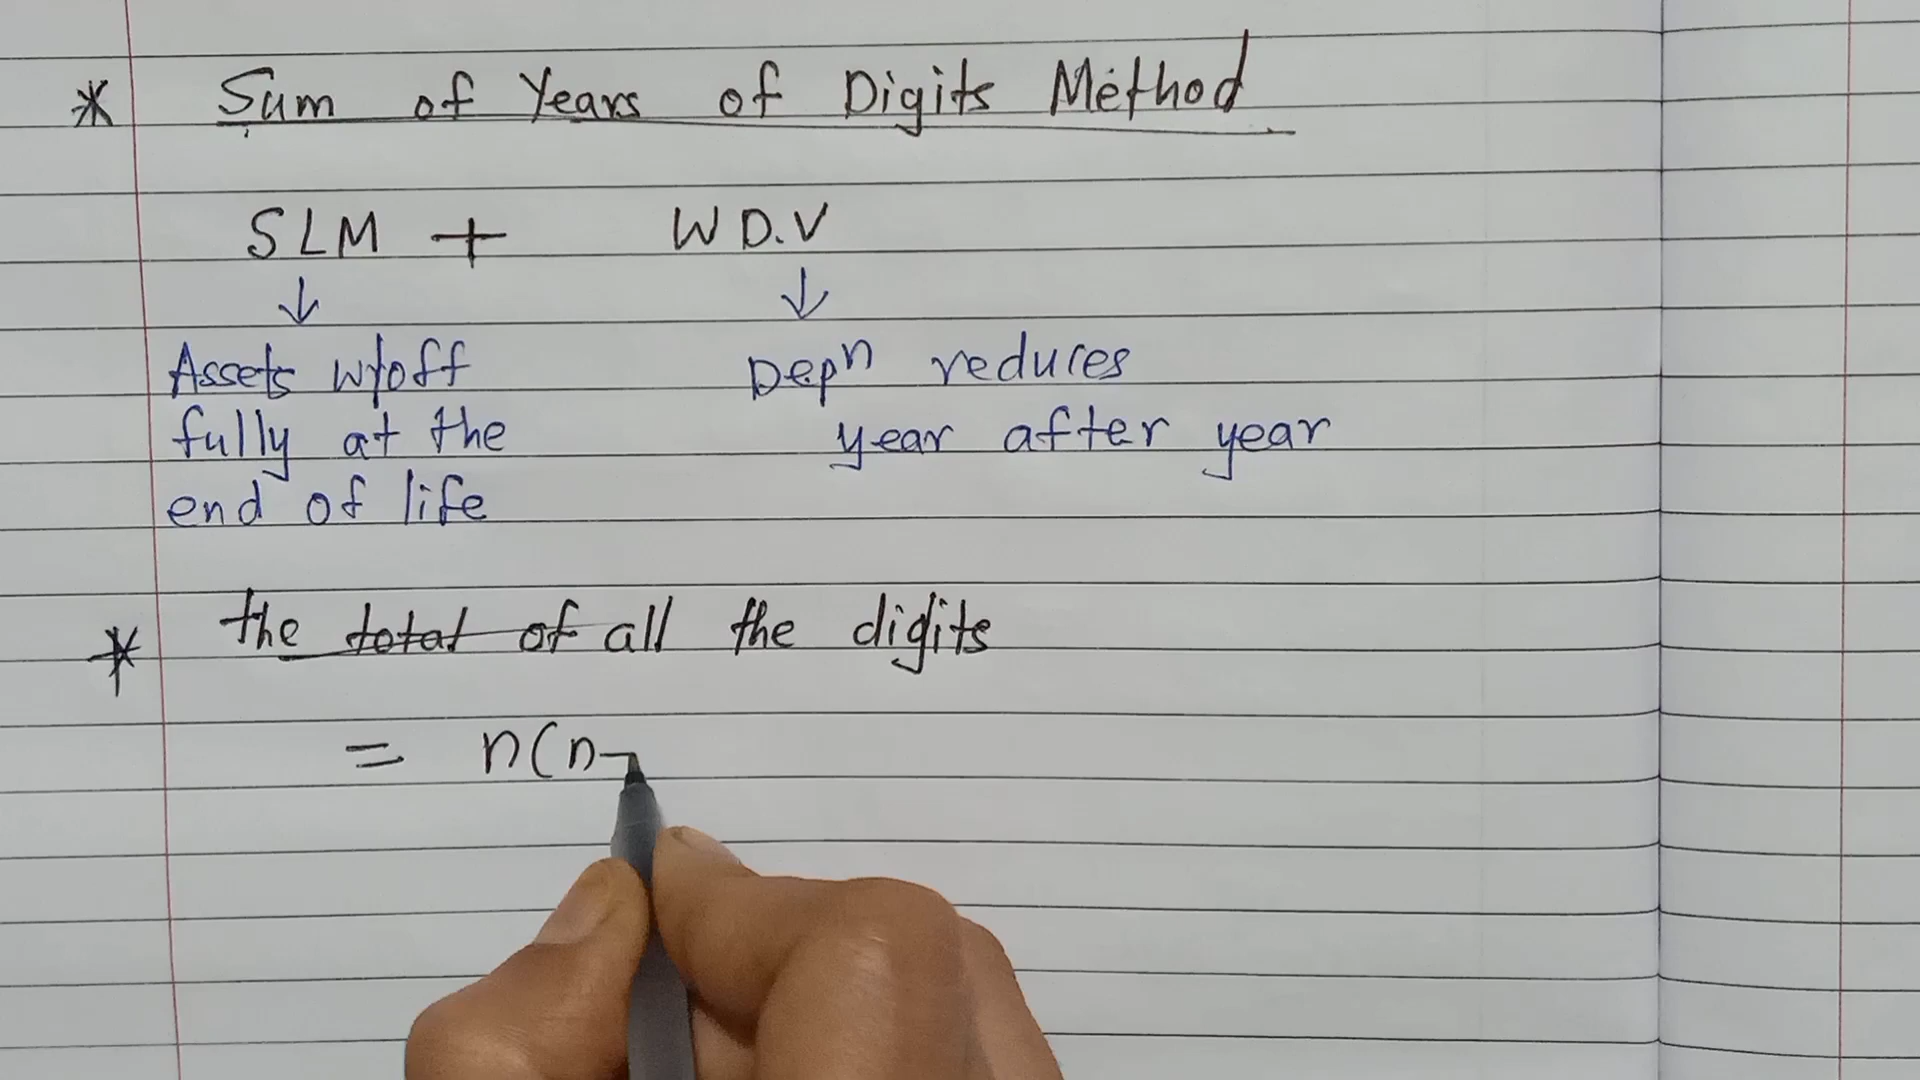 * Sum of Years of Digits Method
SLM + W D.V
↓ ↓
Assets w/off Depⁿ reduces
fully at the year after year
end of life
* the total of all the digits
= n(n-